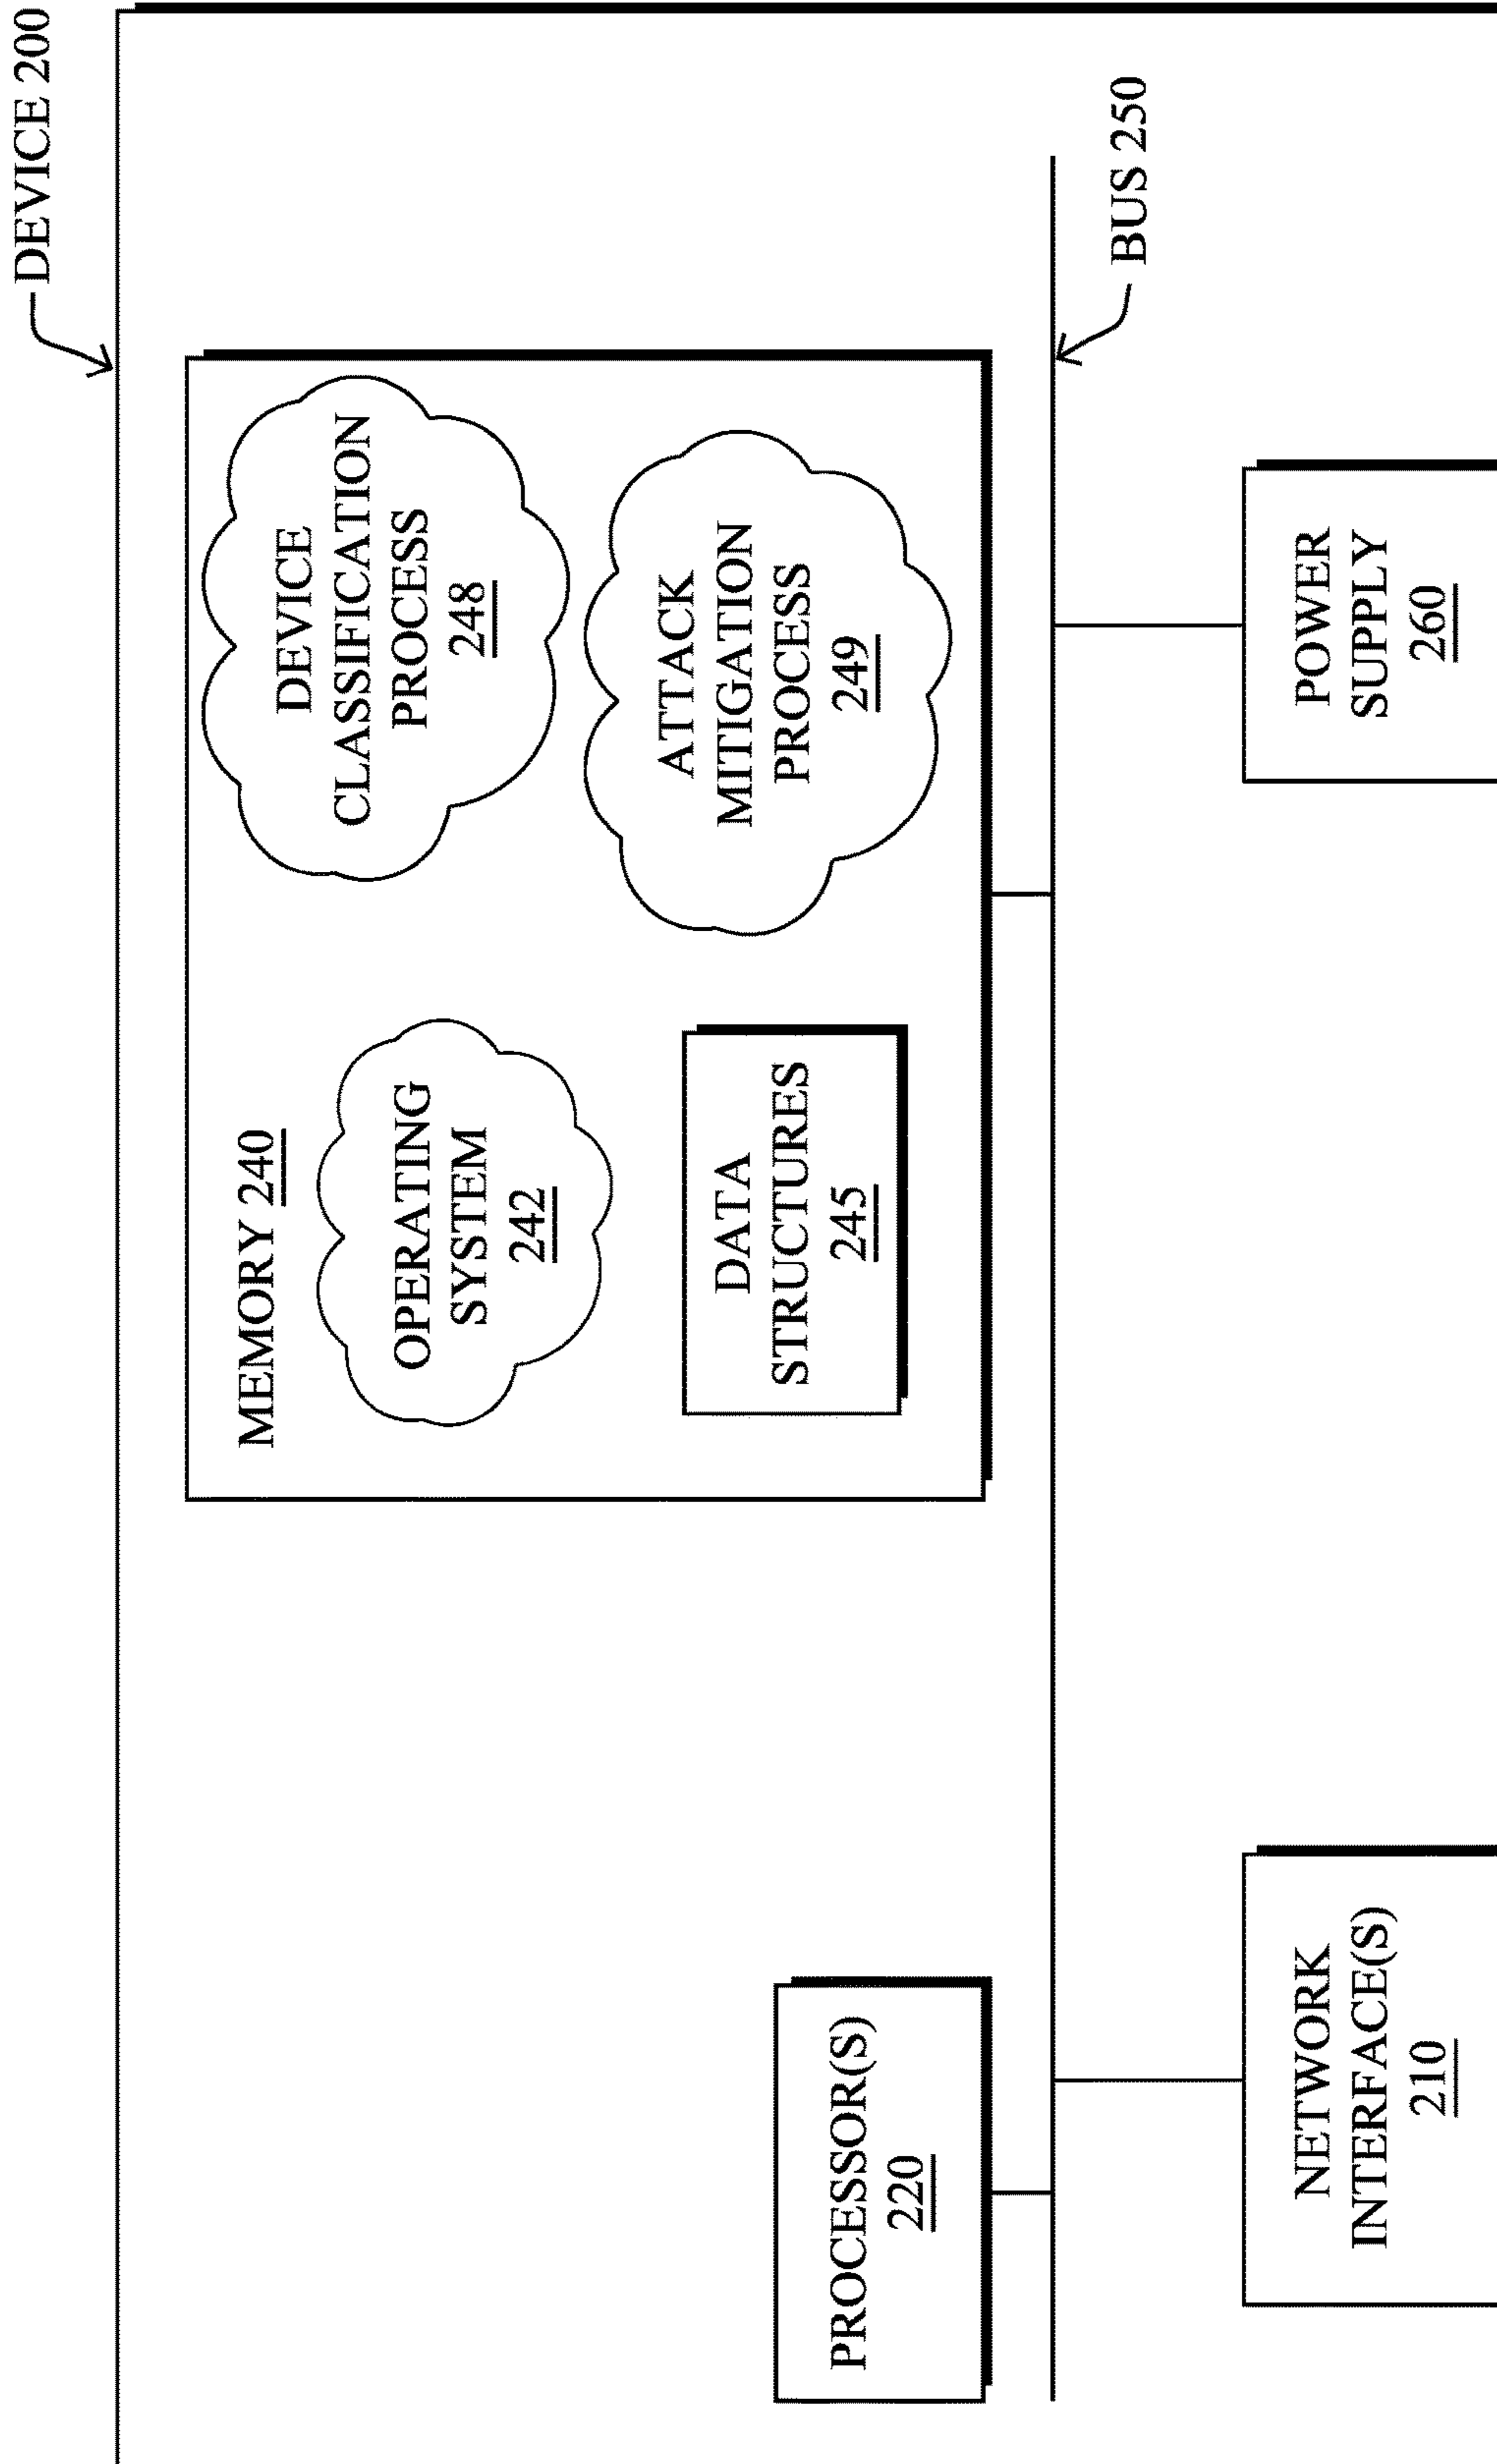 DEVICE 200
MEMORY 240
OPERATING
SYSTEM
242
DEVICE
CLASSIFICATION
PROCESS
248
DATA
STRUCTURES
245
ATTACK
MITIGATION
PROCESS
249
PROCESSOR(S)
220
BUS 250
NETWORK
INTERFACE(S)
210
POWER
SUPPLY
260